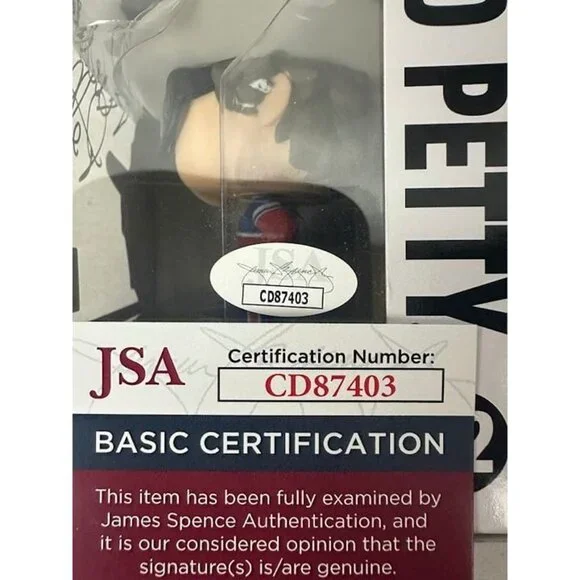 D PETTY
JSA
CD87403
JSA
Certification Number:
CD87403
BASIC CERTIFICATION
This item has been fully examined by
James Spence Authentication, and
it is our considered opinion that the
signature(s) is/are genuine.